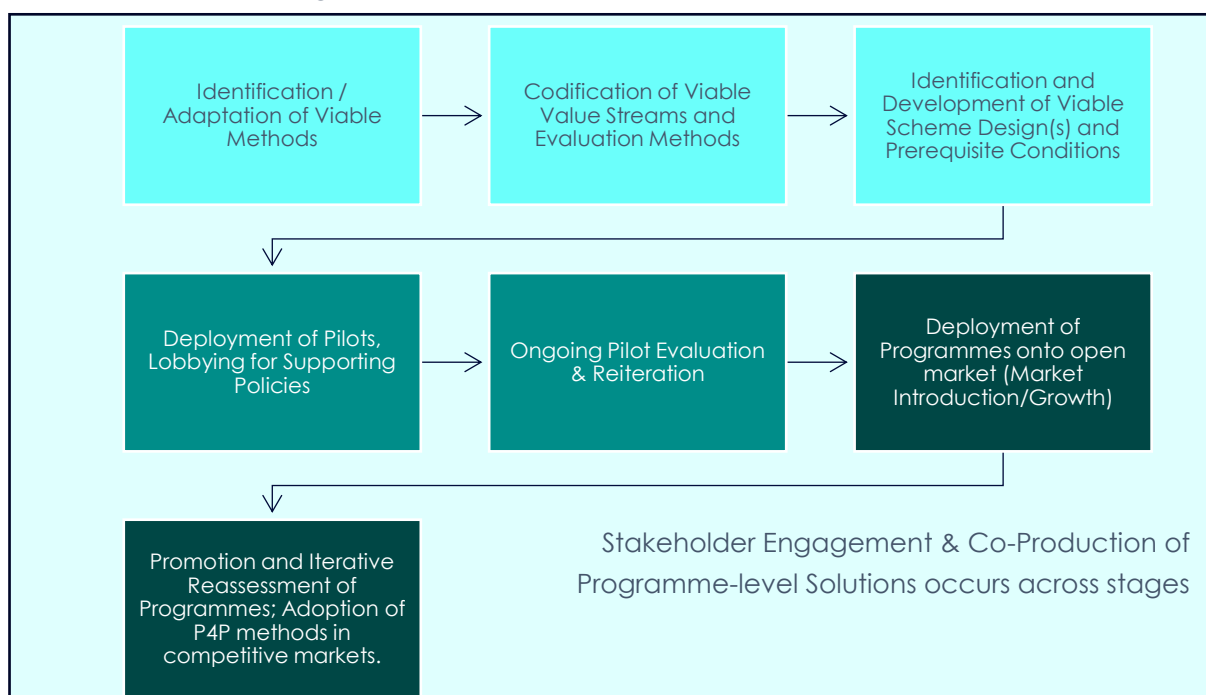 Identification /
Adaptation of Viable
Methods
Codification of Viable
Value Streams and
Evaluation Methods
Identification and
Development of Viable
Scheme Design(s) and
Prerequisite Conditions
Deployment of Pilots,
Lobbying for Supporting
Policies
Ongoing Pilot Evaluation
& Reiteration
Deployment of
Programmes onto open
market (Market
Introduction/Growth)
Promotion and Iterative
Reassessment of
Programmes; Adoption of
P4P methods in
competitive markets.
Stakeholder Engagement & Co-Production of
Programme-level Solutions occurs across stages